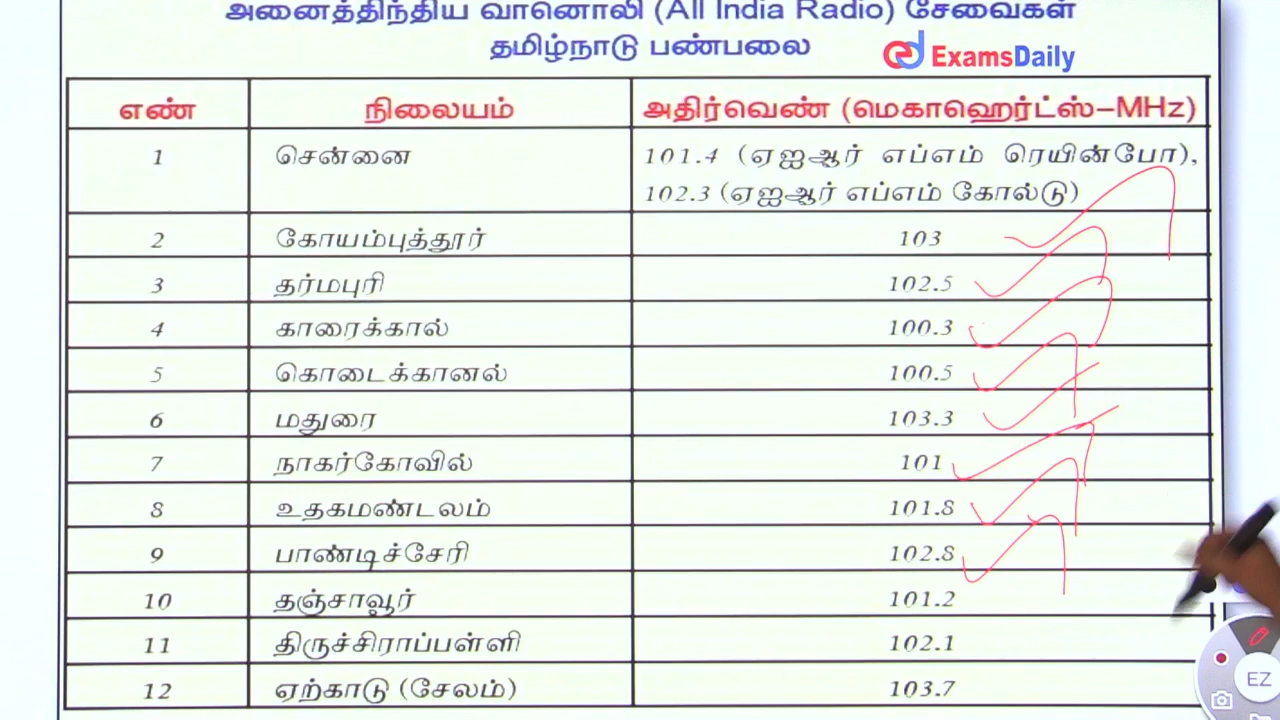 அனைத்திந்திய வானொலி (All India Radio) சேவைகள்
தமிழ்நாடு பண்பலை
ExamsDaily
எண் நிலையம் அதிர்வெண் (மெகாஹெர்ட்ஸ்–MHz)
1 சென்னை 101.4 (ஏஐஆர் எப்எம் ரெயின்போ),
102.3 (ஏஐஆர் எப்எம் கோல்டு)
2 கோயம்புத்தூர் 103
3 தர்மபுரி 102.5
4 காரைக்கால் 100.3
5 கொடைக்கானல் 100.5
6 மதுரை 103.3
7 நாகர்கோவில் 101
8 உதகமண்டலம் 101.8
9 பாண்டிச்சேரி 102.8
10 தஞ்சாவூர் 101.2
11 திருச்சிராப்பள்ளி 102.1
12 ஏற்காடு (சேலம்) 103.7
EZ